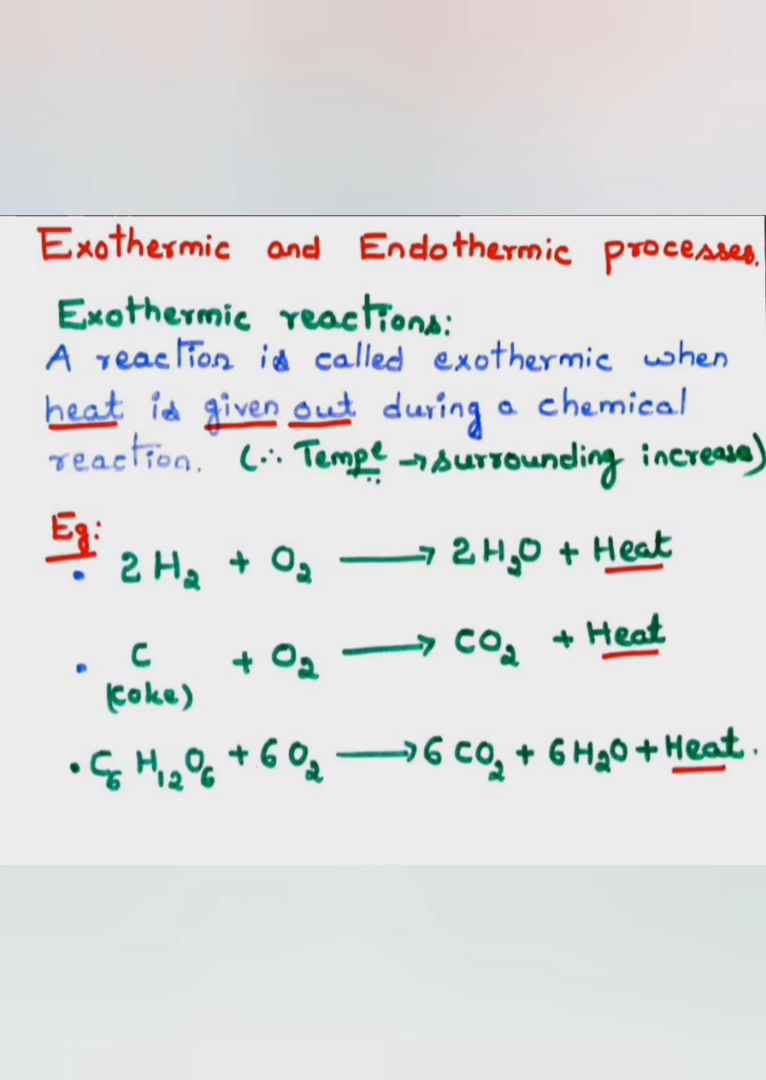 Exothermic and Endothermic processes.
Exothermic reactions:
A reaction is called exothermic when
heat is given out during a chemical
reaction. (∴ Tempe → surrounding increase)
Eg:
• 2H₂ + O₂ ⟶ 2H₂O + Heat
• C + O₂ ⟶ CO₂ + Heat
(coke)
• C₆H₁₂O₆ + 6O₂ ⟶ 6CO₂ + 6H₂O + Heat.